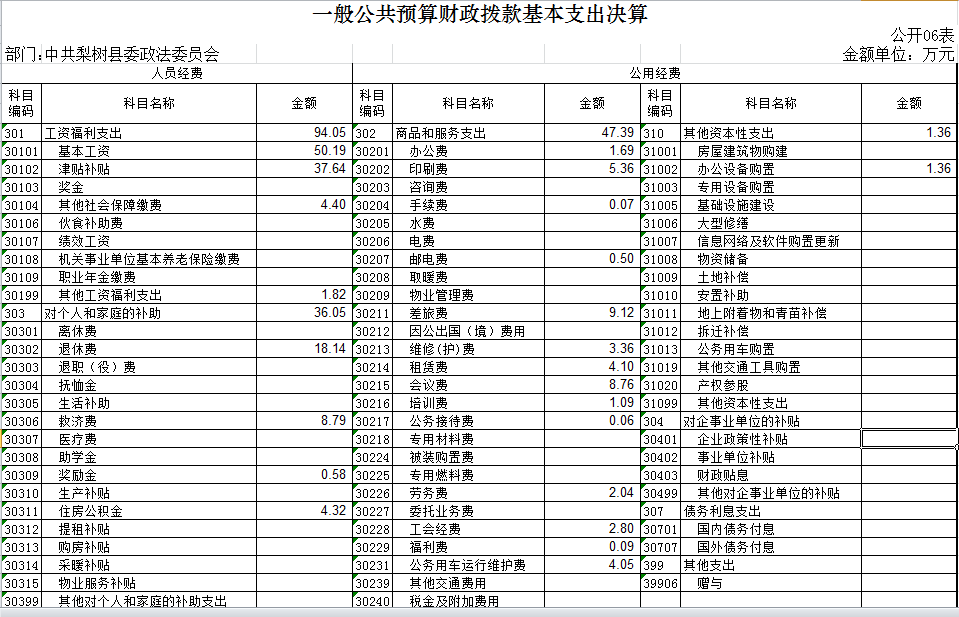 一般公共预算财政拨款基本支出决算
公开06表
部门:中共梨树县委政法委员会 金额单位：万元
人员经费 公用经费
科目编码 科目名称 金额 科目编码 科目名称 金额 科目编码 科目名称 金额
301 工资福利支出 94.05 302 商品和服务支出 47.39 310 其他资本性支出 1.36
30101 基本工资 50.19 30201 办公费 1.69 31001 房屋建筑物购建
30102 津贴补贴 37.64 30202 印刷费 5.36 31002 办公设备购置 1.36
30103 奖金 30203 咨询费 31003 专用设备购置
30104 其他社会保障缴费 4.40 30204 手续费 0.07 31005 基础设施建设
30106 伙食补助费 30205 水费 31006 大型修缮
30107 绩效工资 30206 电费 31007 信息网络及软件购置更新
30108 机关事业单位基本养老保险缴费 30207 邮电费 0.50 31008 物资储备
30109 职业年金缴费 30208 取暖费 31009 土地补偿
30199 其他工资福利支出 1.82 30209 物业管理费 31010 安置补助
303 对个人和家庭的补助 36.05 30211 差旅费 9.12 31011 地上附着物和青苗补偿
30301 离休费 30212 因公出国（境）费用 31012 拆迁补偿
30302 退休费 18.14 30213 维修(护)费 3.36 31013 公务用车购置
30303 退职（役）费 30214 租赁费 4.10 31019 其他交通工具购置
30304 抚恤金 30215 会议费 8.76 31020 产权参股
30305 生活补助 30216 培训费 1.09 31099 其他资本性支出
30306 救济费 8.79 30217 公务接待费 0.06 304 对企事业单位的补贴
30307 医疗费 30218 专用材料费 30401 企业政策性补贴
30308 助学金 30224 被装购置费 30402 事业单位补贴
30309 奖励金 0.58 30225 专用燃料费 30403 财政贴息
30310 生产补贴 30226 劳务费 2.04 30499 其他对企事业单位的补贴
30311 住房公积金 4.32 30227 委托业务费 307 债务利息支出
30312 提租补贴 30228 工会经费 2.80 30701 国内债务付息
30313 购房补贴 30229 福利费 0.09 30707 国外债务付息
30314 采暖补贴 30231 公务用车运行维护费 4.05 399 其他支出
30315 物业服务补贴 30239 其他交通费用 39906 赠与
30399 其他对个人和家庭的补助支出 30240 税金及附加费用